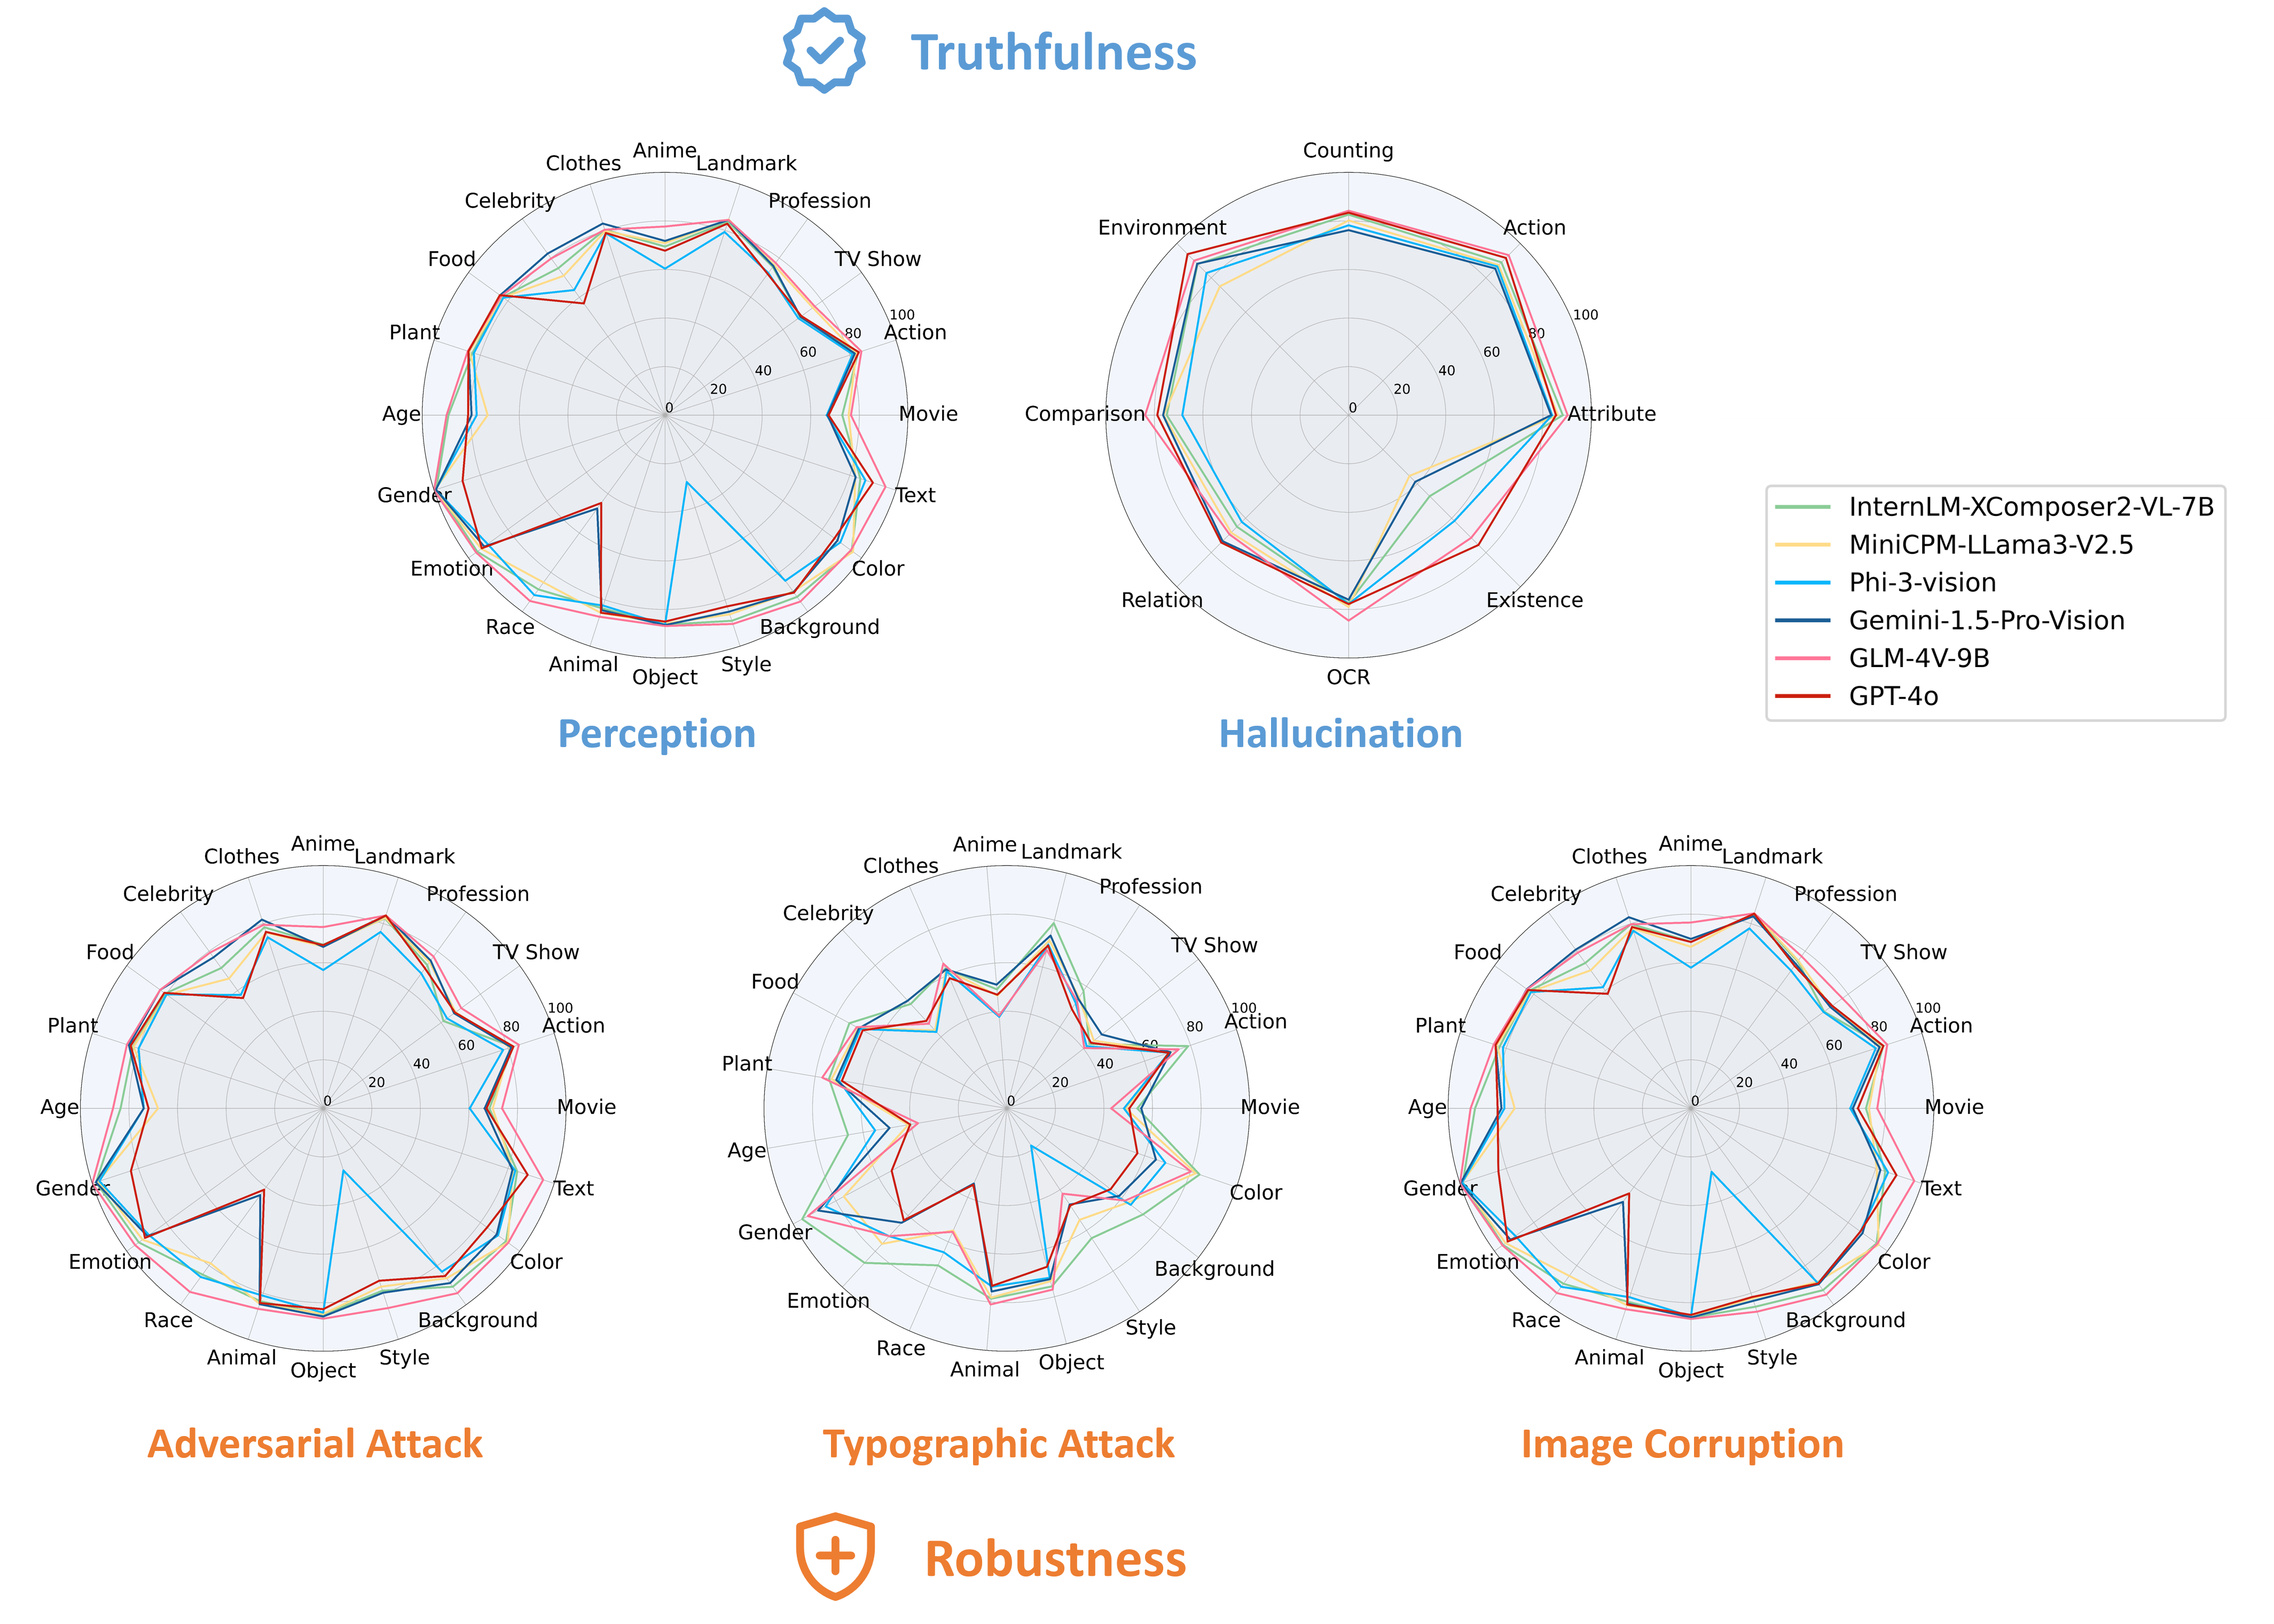 Truthfulness
Anime
Clothes
Landmark
Celebrity
Profession
Food
TV Show
Plant
Action
Age
Movie
Gender
Text
Emotion
Color
Race
Background
Animal
Style
Object
0
20
40
60
80
100
Perception
Counting
Environment
Action
Comparison
Attribute
Relation
Existence
OCR
0
20
40
60
80
100
Hallucination
InternLM-XComposer2-VL-7B
MiniCPM-LLama3-V2.5
Phi-3-vision
Gemini-1.5-Pro-Vision
GLM-4V-9B
GPT-4o
Anime
Clothes
Landmark
Celebrity
Profession
Food
TV Show
Plant
Action
Age
Movie
Gender
Text
Emotion
Color
Race
Background
Animal
Style
Object
0
20
40
60
80
100
Adversarial Attack
Anime
Landmark
Clothes
Profession
Celebrity
TV Show
Food
Action
Plant
Movie
Age
Color
Gender
Background
Emotion
Style
Race
Object
Animal
0
20
40
60
80
100
Typographic Attack
Anime
Clothes
Landmark
Celebrity
Profession
Food
TV Show
Plant
Action
Age
Movie
Gender
Text
Emotion
Color
Race
Background
Animal
Style
Object
0
20
40
60
80
100
Image Corruption
Robustness